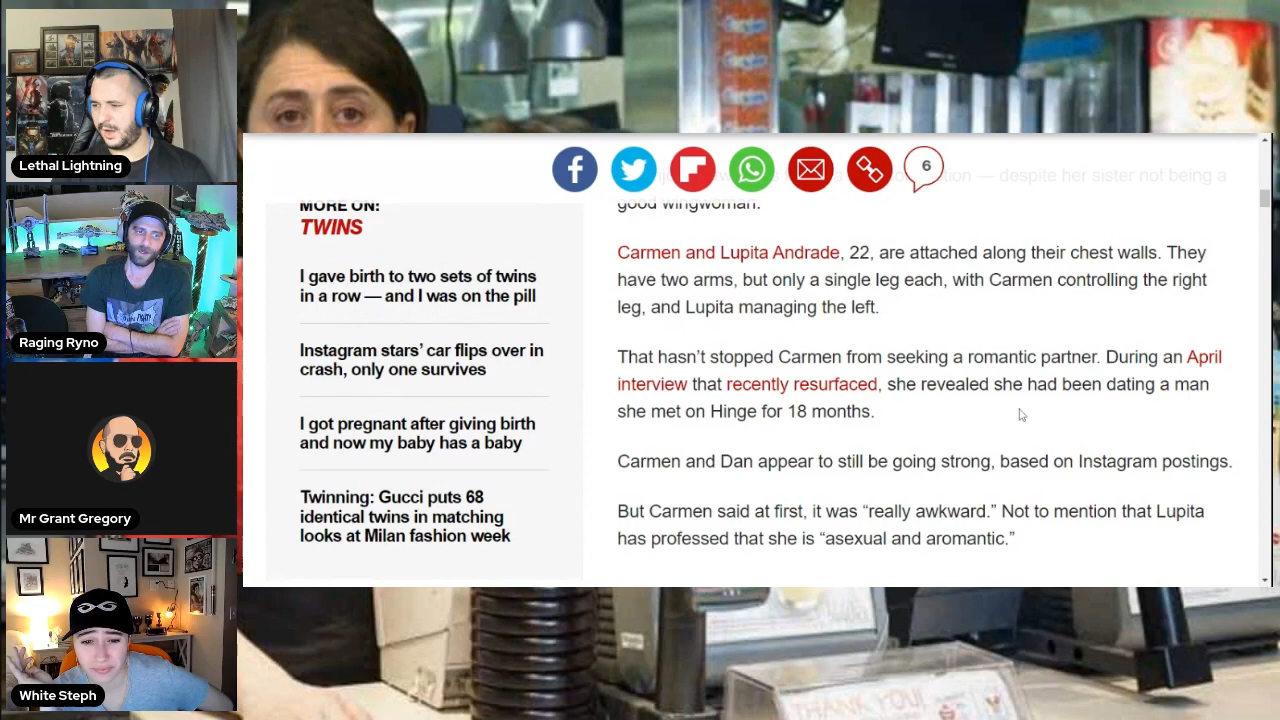 Lethal Lightning
Raging Ryno
Mr Grant Gregory
White Steph
6
MORE ON:
TWINS
I gave birth to two sets of twins
in a row — and I was on the pill
Instagram stars’ car flips over in
crash, only one survives
I got pregnant after giving birth
and now my baby has a baby
Twinning: Gucci puts 68
identical twins in matching
looks at Milan fashion week
— despite her sister not being a
good wingwoman.
Carmen and Lupita Andrade, 22, are attached along their chest walls. They
have two arms, but only a single leg each, with Carmen controlling the right
leg, and Lupita managing the left.
That hasn’t stopped Carmen from seeking a romantic partner. During an April
interview that recently resurfaced, she revealed she had been dating a man
she met on Hinge for 18 months.
Carmen and Dan appear to still be going strong, based on Instagram postings.
But Carmen said at first, it was “really awkward.” Not to mention that Lupita
has professed that she is “asexual and aromantic.”
THANK YOU!